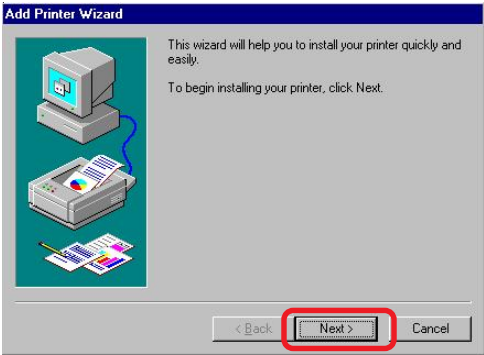 Add Printer Wizard
This wizard will help you to install your printer quickly and
easily.
To begin installing your printer, click Next.
< Back
Next >
Cancel